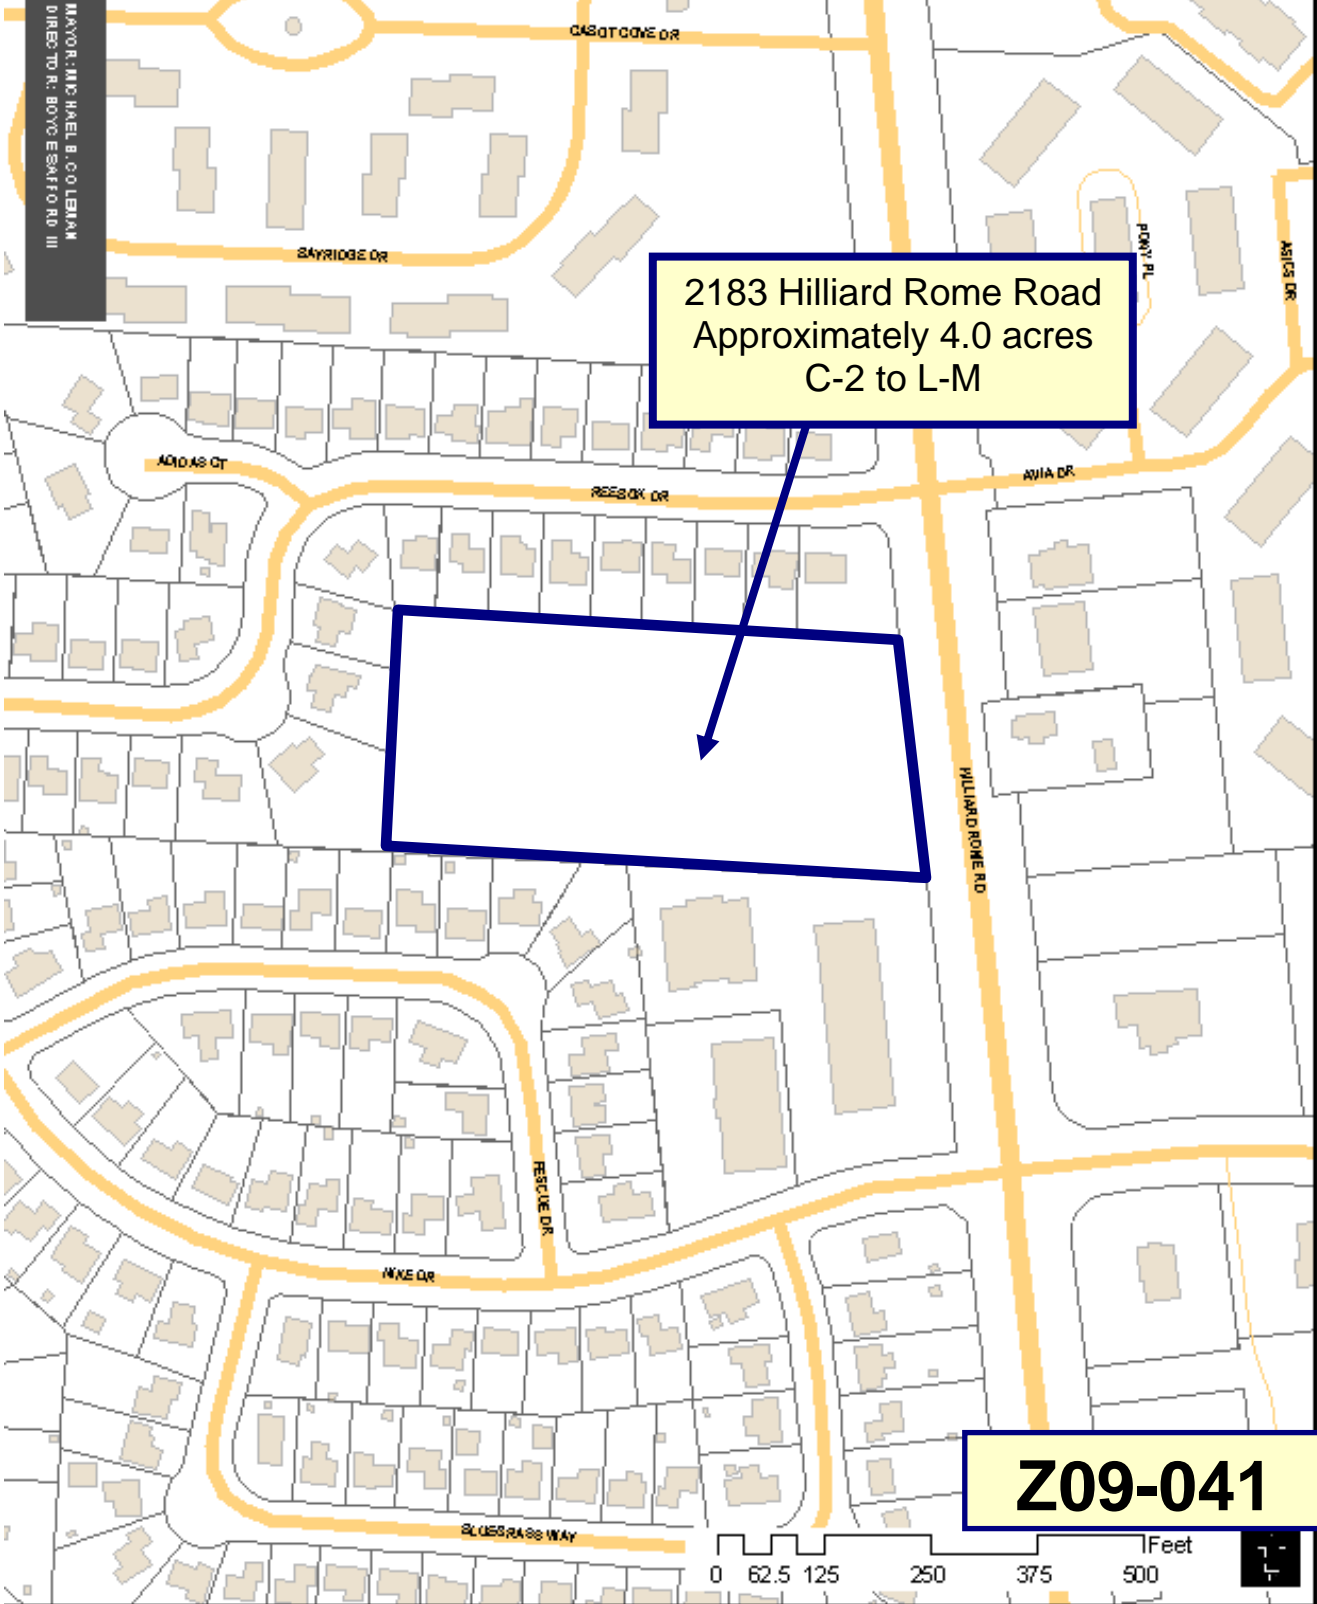 MAYOR: MICHAEL B. COLEMAN
DIRECTOR: BOYCE SAFFORD III
CABOT COVE DR
BAYRIDGE DR
PONY PL
ASICS DR
2183 Hilliard Rome Road
Approximately 4.0 acres
C-2 to L-M
ADIDAS CT
REEBOK DR
AVIA DR
HILLIARD ROME RD
FESCUE DR
NIKE DR
BLUEGRASS WAY
Z09-041
Feet
0 62.5 125 250 375 500